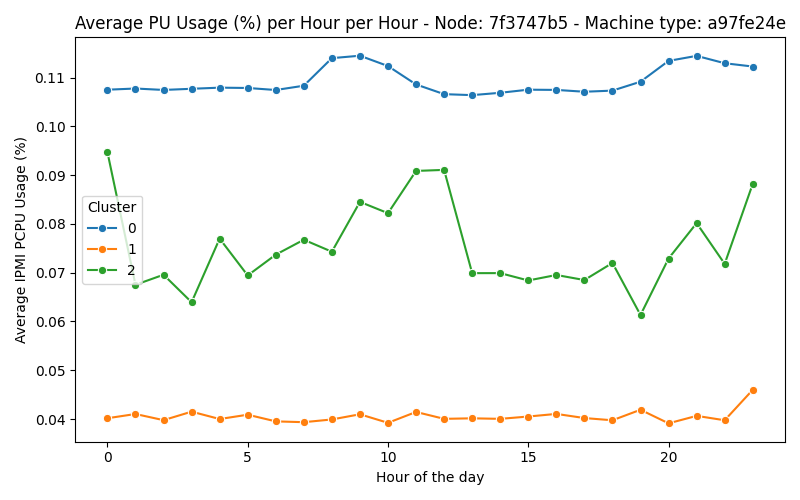 Average PU Usage (%) per Hour per Hour - Node: 7f3747b5 - Machine type: a97fe24e
Average IPMI PCPU Usage (%)
0.11
0.10
0.09
0.08
0.07
0.06
0.05
0.04
Cluster
0
1
2
0 5 10 15 20
Hour of the day